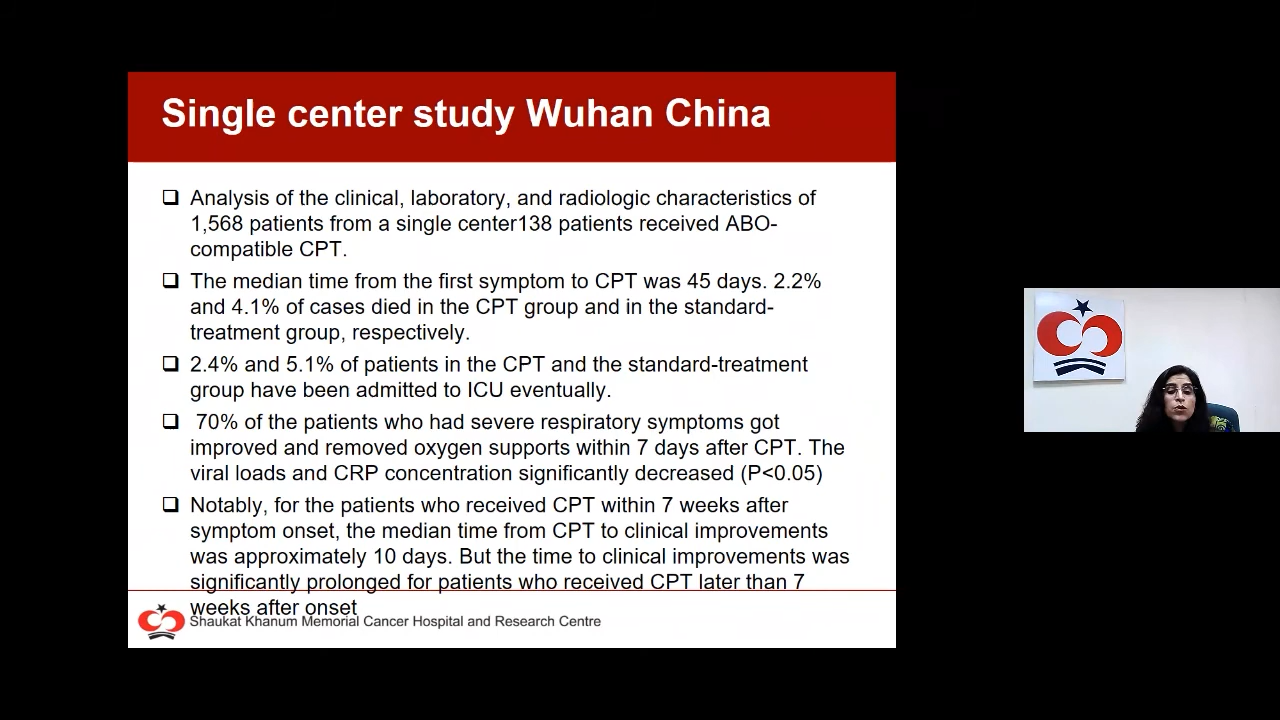 Single center study Wuhan China
Analysis of the clinical, laboratory, and radiologic characteristics of
1,568 patients from a single center138 patients received ABO-
compatible CPT.
The median time from the first symptom to CPT was 45 days. 2.2%
and 4.1% of cases died in the CPT group and in the standard-
treatment group, respectively.
2.4% and 5.1% of patients in the CPT and the standard-treatment
group have been admitted to ICU eventually.
70% of the patients who had severe respiratory symptoms got
improved and removed oxygen supports within 7 days after CPT. The
viral loads and CRP concentration significantly decreased (P<0.05)
Notably, for the patients who received CPT within 7 weeks after
symptom onset, the median time from CPT to clinical improvements
was approximately 10 days. But the time to clinical improvements was
significantly prolonged for patients who received CPT later than 7
weeks after onset
Shaukat Khanum Memorial Cancer Hospital and Research Centre